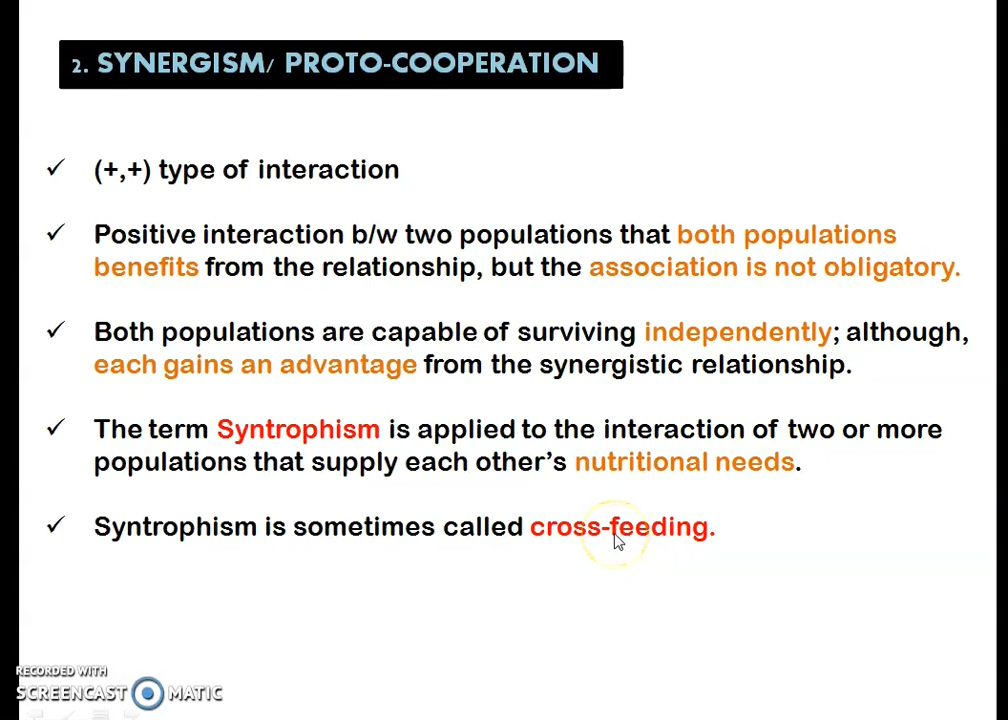 2. SYNERGISM/ PROTO-COOPERATION
✓ (+,+) type of interaction
✓ Positive interaction b/w two populations that both populations
benefits from the relationship, but the association is not obligatory.
✓ Both populations are capable of surviving independently; although,
each gains an advantage from the synergistic relationship.
✓ The term Syntrophism is applied to the interaction of two or more
populations that supply each other's nutritional needs.
✓ Syntrophism is sometimes called cross-feeding.
RECORDED WITH
SCREENCAST MATIC